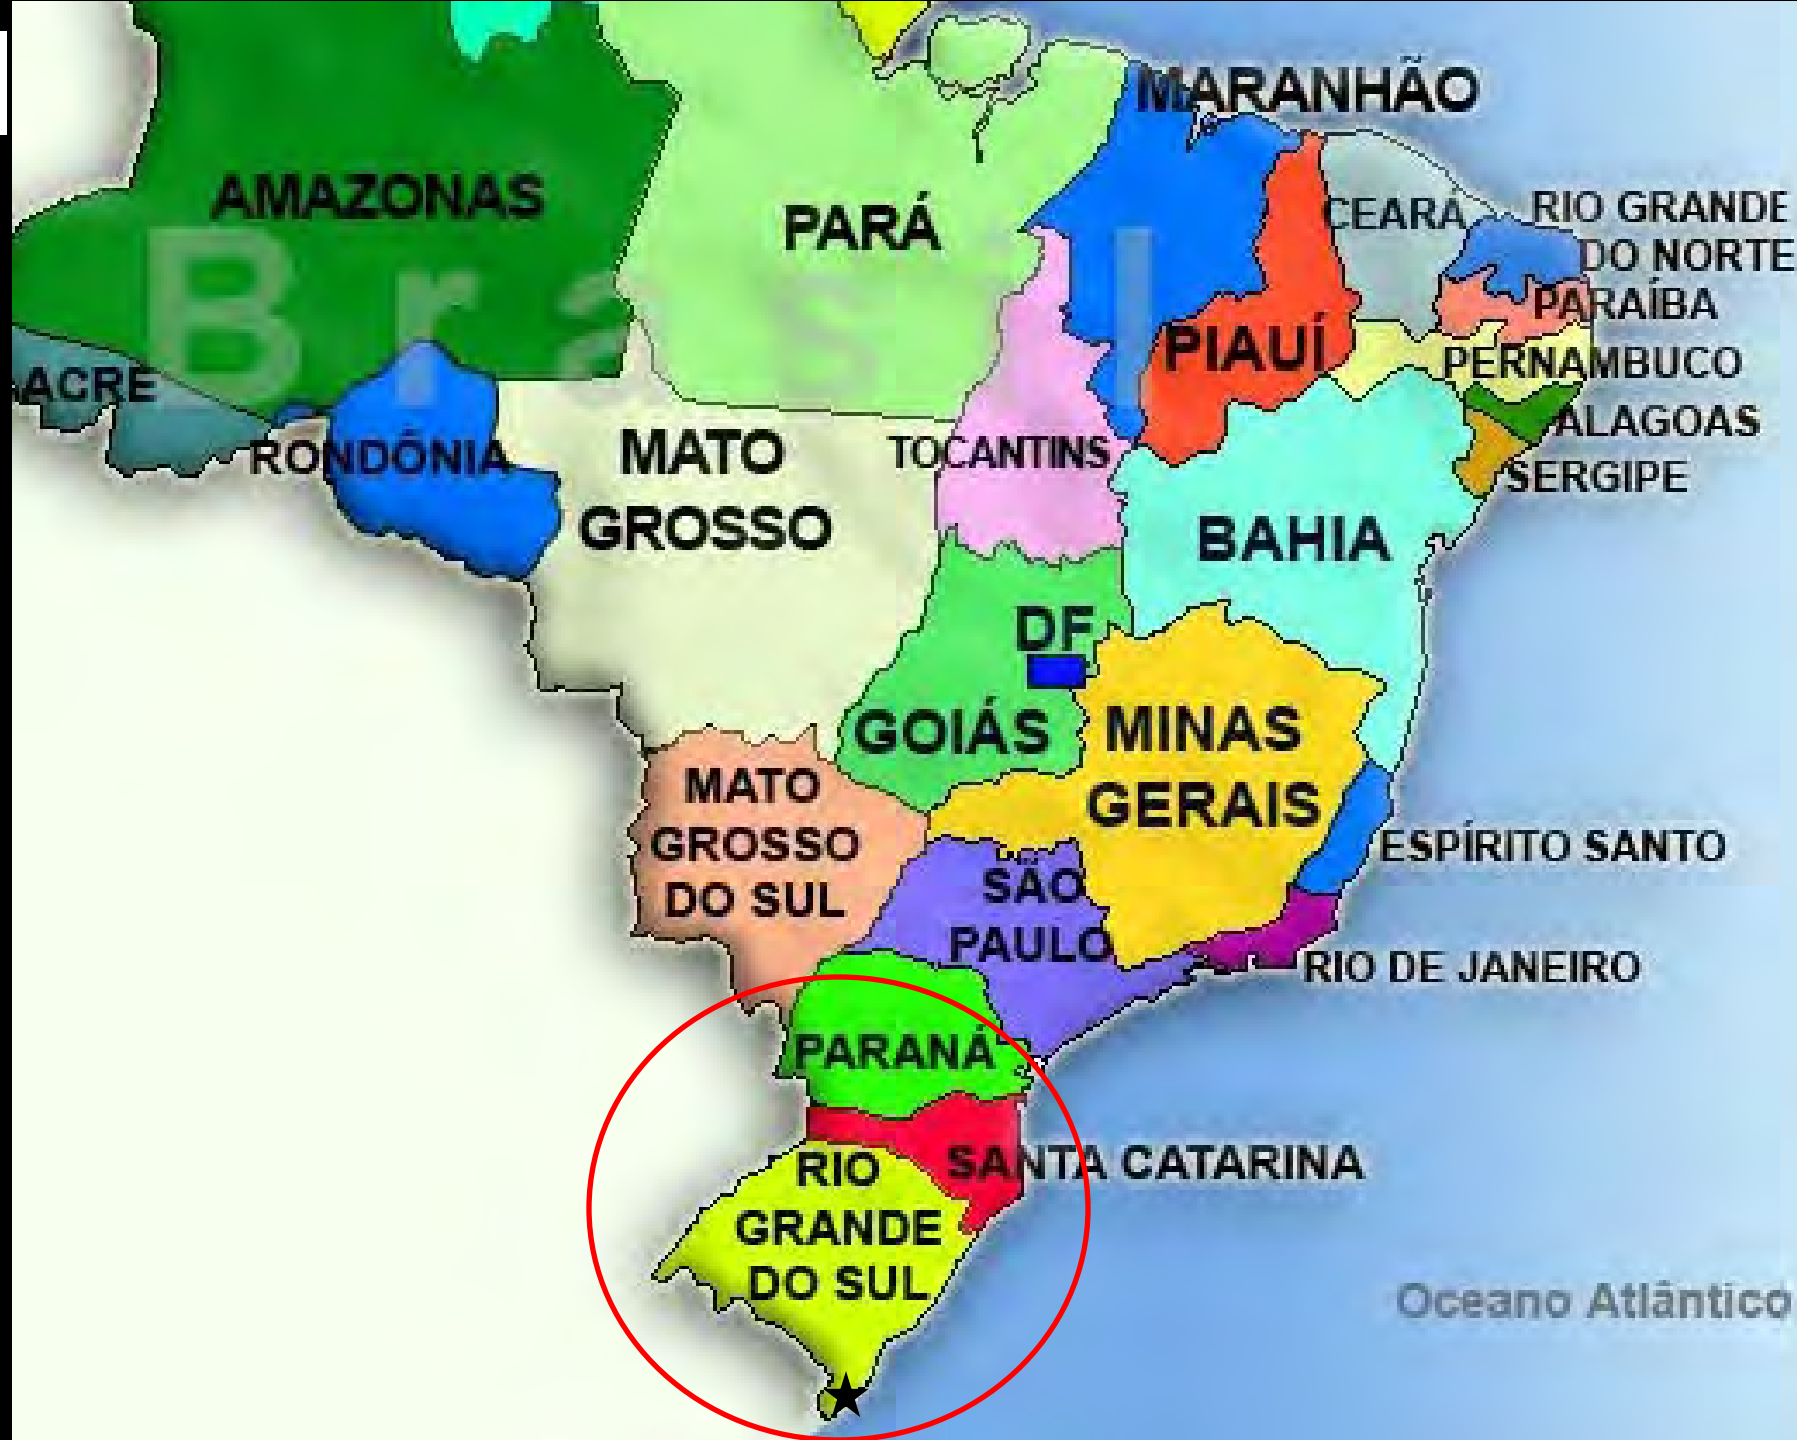 MARANHÃO
AMAZONAS
PARÁ
CEARÁ
RIO GRANDE
DO NORTE
Brasil
PARAÍBA
PIAUÍ
PERNAMBUCO
ACRE
ALAGOAS
RONDÔNIA
MATO
GROSSO
TOCANTINS
SERGIPE
BAHIA
DF
GOIÁS
MINAS
GERAIS
MATO
GROSSO
DO SUL
ESPÍRITO SANTO
SÃO
PAULO
RIO DE JANEIRO
PARANÁ
SANTA CATARINA
RIO
GRANDE
DO SUL
Oceano Atlântico